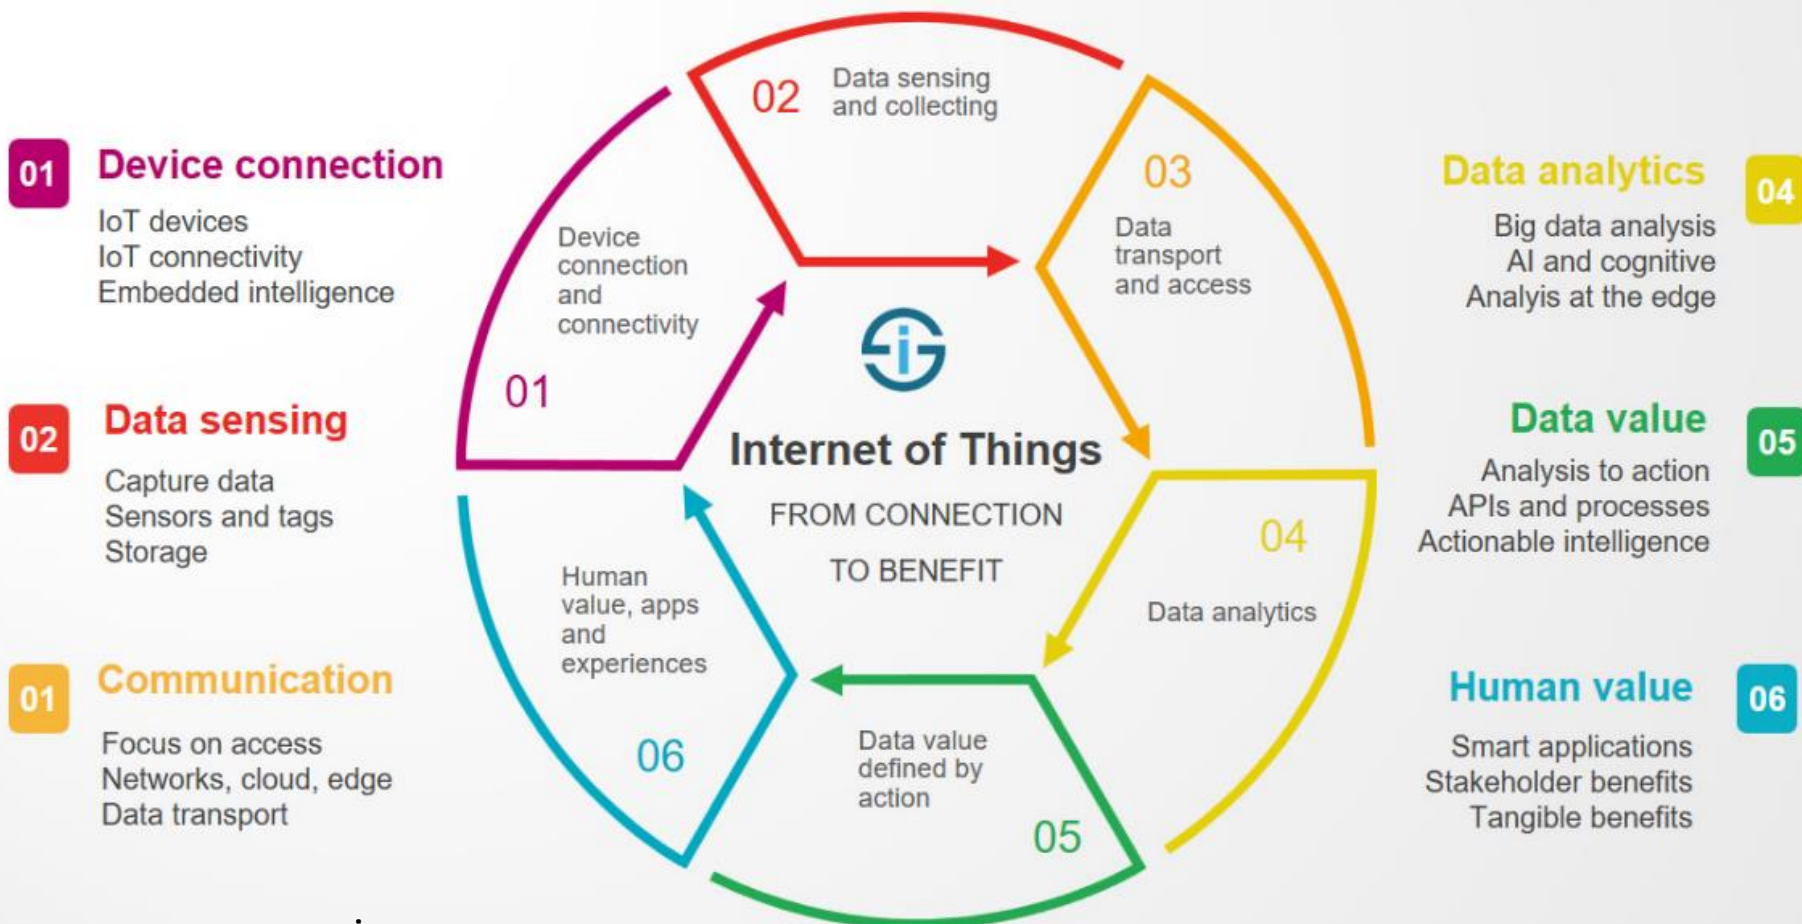 01
Device connection
IoT devices
IoT connectivity
Embedded intelligence
02
Data sensing
Capture data
Sensors and tags
Storage
01
Communication
Focus on access
Networks, cloud, edge
Data transport
02
Data sensing
and collecting
03
Data
transport
and access
Device
connection
and
connectivity
01
Internet of Things
FROM CONNECTION
TO BENEFIT
04
Data analytics
Human
value, apps
and
experiences
06
Data value
defined by
action
05
Data analytics
04
Big data analysis
AI and cognitive
Analyis at the edge
Data value
05
Analysis to action
APIs and processes
Actionable intelligence
Human value
06
Smart applications
Stakeholder benefits
Tangible benefits